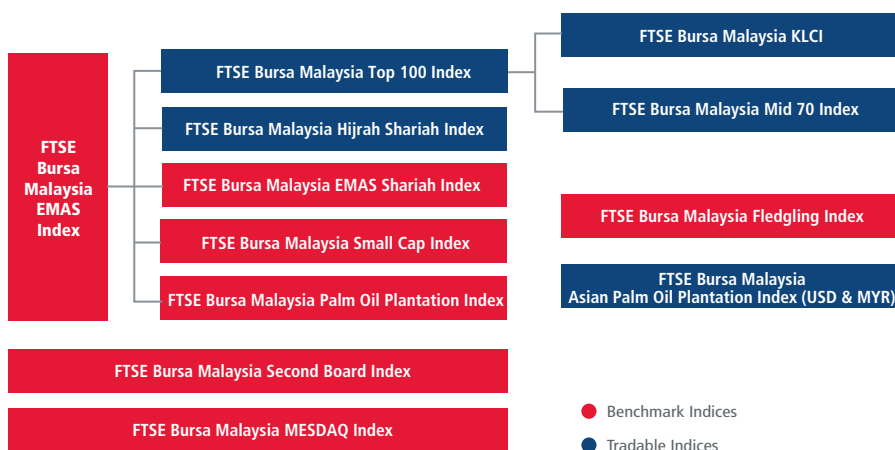 FTSE
Bursa
Malaysia
EMAS
Index
FTSE Bursa Malaysia Top 100 Index
FTSE Bursa Malaysia Hijrah Shariah Index
FTSE Bursa Malaysia EMAS Shariah Index
FTSE Bursa Malaysia Small Cap Index
FTSE Bursa Malaysia Palm Oil Plantation Index
FTSE Bursa Malaysia KLCI
FTSE Bursa Malaysia Mid 70 Index
FTSE Bursa Malaysia Fledgling Index
FTSE Bursa Malaysia
Asian Palm Oil Plantation Index (USD & MYR)
FTSE Bursa Malaysia Second Board Index
FTSE Bursa Malaysia MESDAQ Index
Benchmark Indices
Tradable Indices